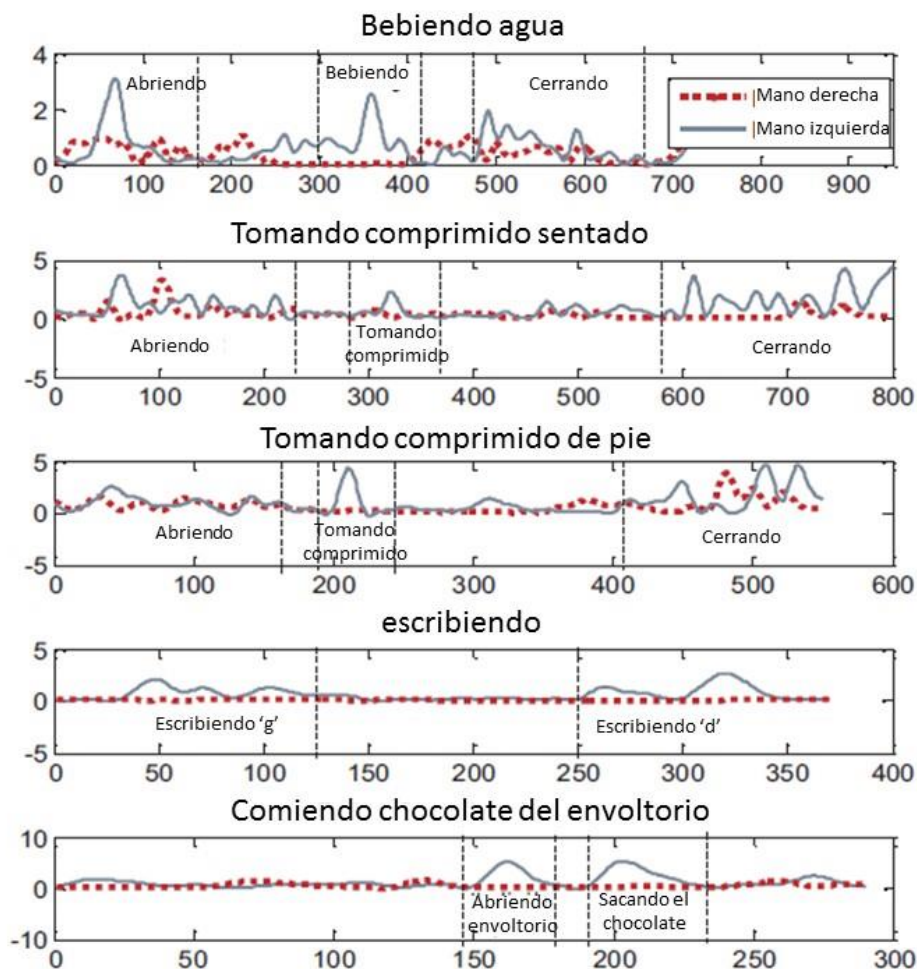 Bebiendo agua
4
2
0
Abriendo
Bebiendo
Cerrando
|Mano derecha
|Mano izquierda
0 100 200 300 400 500 600 700 800 900
Tomando comprimido sentado
5
0
-5
Abriendo
Tomando
comprimido
Cerrando
0 100 200 300 400 500 600 700 800
Tomando comprimido de pie
5
0
-5
Abriendo
Tomando
comprimido
Cerrando
0 100 200 300 400 500 600
escribiendo
5
0
-5
Escribiendo ‘g’
Escribiendo ‘d’
0 50 100 150 200 250 300 350 400
Comiendo chocolate del envoltorio
10
0
-10
Abriendo
envoltorio
Sacando el
chocolate
0 50 100 150 200 250 300